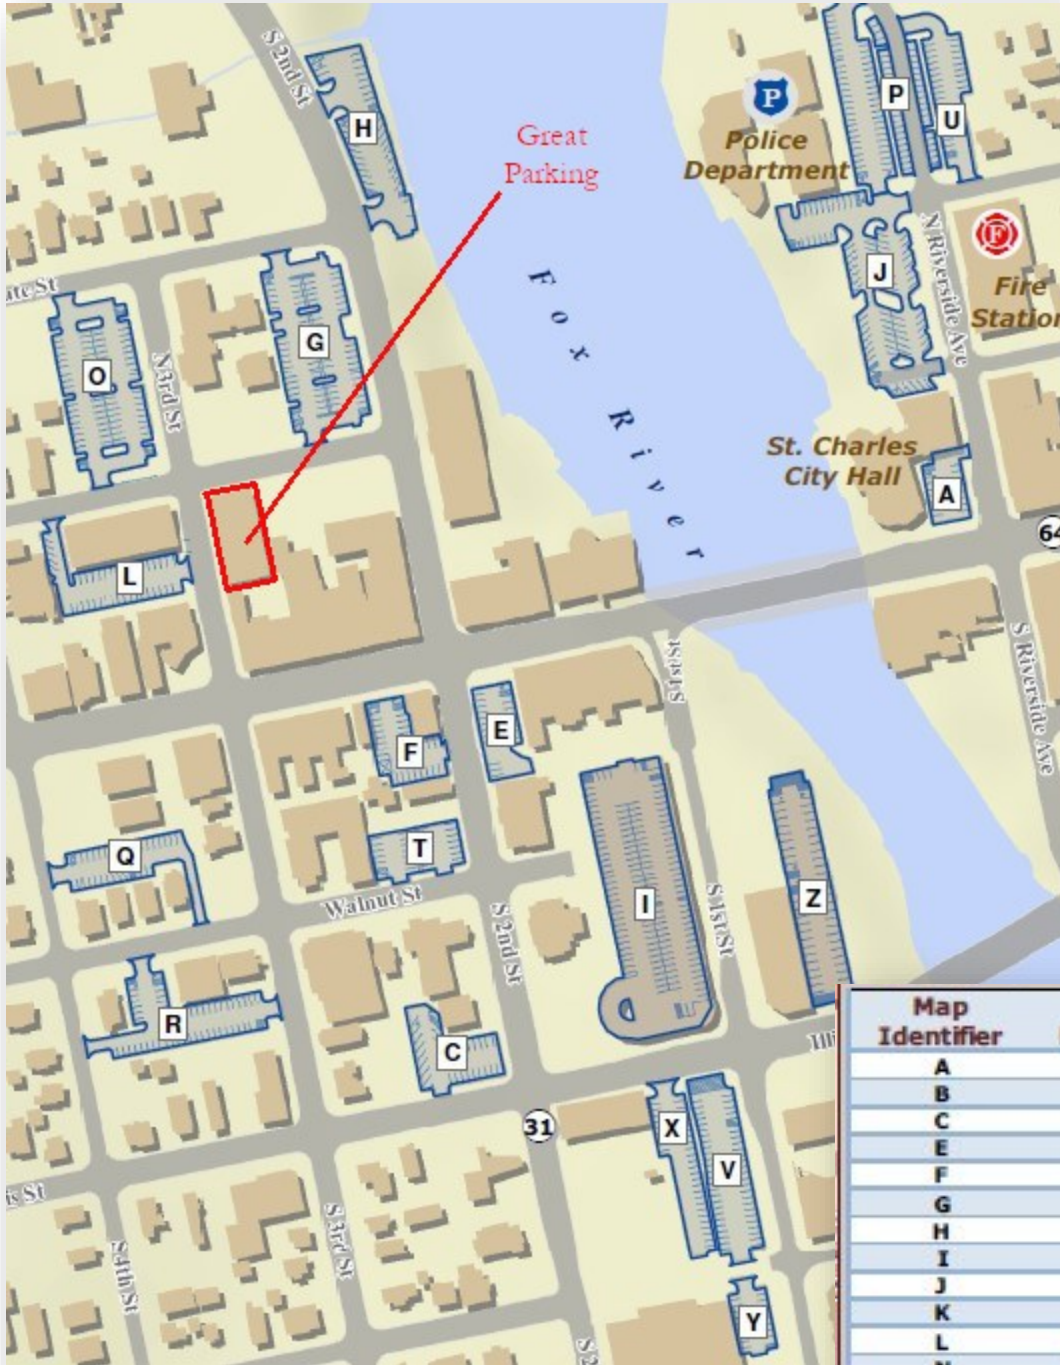 S 2nd St
H
Great
Parking
P
Police
Department
P
U
N Riverside Ave
F
Fire
Station
J
G
O
N 3rd St
Fox River
St. Charles
City Hall
A
64
L
S 1st St
S Riverside Ave
E
F
T
Q
Walnut St
S 2nd St
I
S 1st St
Z
R
C
31
X
V
Y
S 3rd St
S 4th St
Map
Identifier
A
B
C
E
F
G
H
I
J
K
L